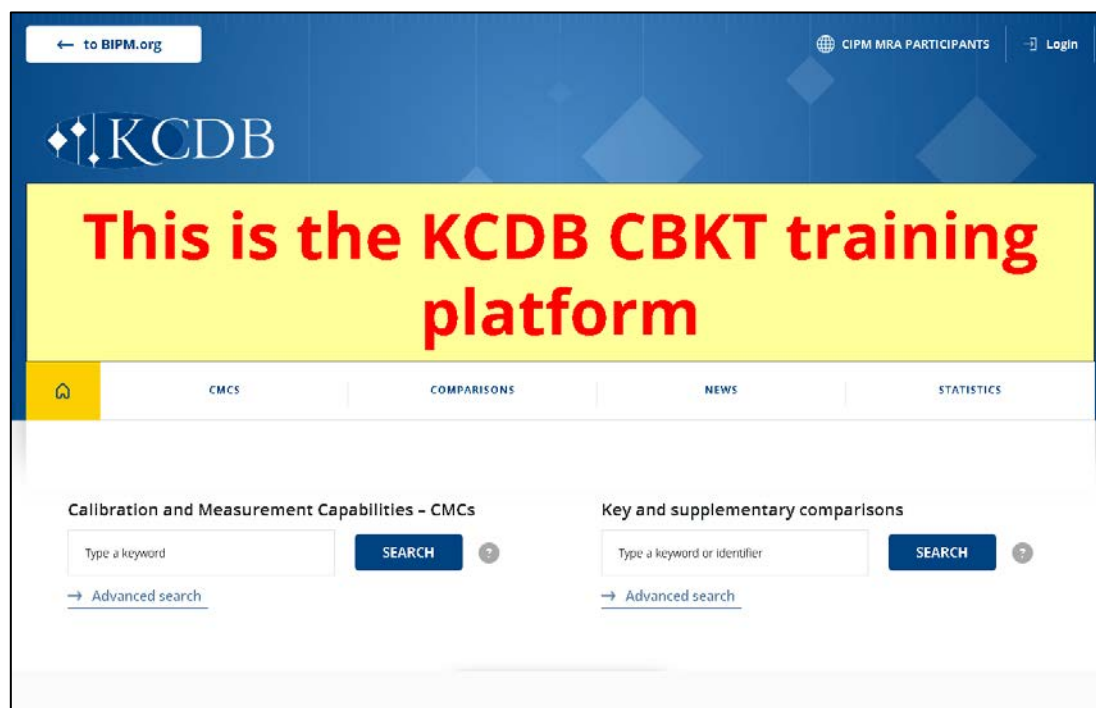 ← to BIPM.org
CIPM MRA PARTICIPANTS
Login
KCDB
This is the KCDB CBKT training
platform
CMCS
COMPARISONS
NEWS
STATISTICS
Calibration and Measurement Capabilities – CMCs
Type a keyword
SEARCH
?
→ Advanced search
Key and supplementary comparisons
Type a keyword or identifier
SEARCH
?
→ Advanced search